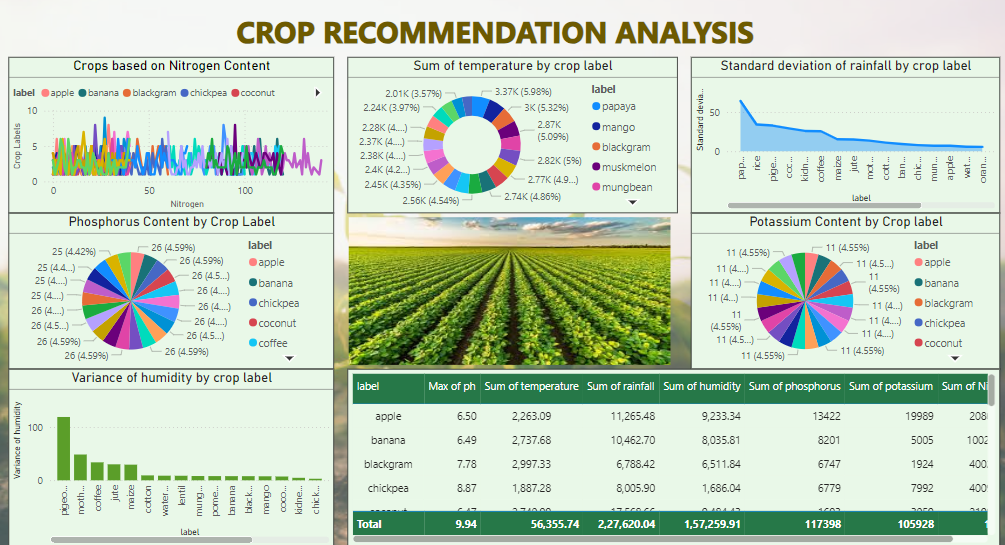 CROP RECOMMENDATION ANALYSIS
Crops based on Nitrogen Content
label apple banana blackgram chickpea coconut
Crop Labels
10
5
0
0 50 100
Nitrogen
Sum of temperature by crop label
2.01K (3.57%)
2.24K (3.97%)
2.28K (4....)
2.37K (4....)
2.38K (4....)
2.4K (4.2...)
2.45K (4.35%)
2.56K (4.54%)
3.37K (5.98%)
3K (5.32%)
2.87K
(5.09%)
2.82K (5%)
2.77K (4.9...)
2.74K (4.86%)
label
papaya
mango
blackgram
muskmelon
mungbean
Standard deviation of rainfall by crop label
Standard devia...
50
0
pap... rice pige... coc... kidn... coffee maize jute mot... cott... ban... chic... mun... apple wat... oran...
label
Phosphorus Content by Crop Label
25 (4.42%)
25 (4.4...)
25 (4.4...)
26 (4....)
26 (4....)
26 (4.5...)
26 (4.59%)
26 (4.59%)
26 (4.59%)
26 (4.59%)
26 (4.5...)
26 (4....)
26 (4....)
26 (4....)
26 (4.5...)
26 (4.59%)
label
apple
banana
chickpea
coconut
coffee
Potassium Content by Crop label
11 (4.55%)
11 (4....)
11 (4...)
11 (4...)
11
(4.55%)
11 (4.5...)
11 (4.55%)
11 (4.55%)
11 (4.5...)
11
(4.55%)
11 (4....)
11 (4...)
11 (4....)
11 (4.55%)
label
apple
banana
blackgram
chickpea
coconut
Variance of humidity by crop label
Variance of humidity
100
0
pigeo... moth... coffee jute maize cotton water... lentil mung... pome... banana black... mango coco... kidne... chick...
label
label Max of ph Sum of temperature Sum of rainfall Sum of humidity Sum of phosphorus Sum of potassium Sum of Ni
apple 6.50 2,263.09 11,265.48 9,233.34 13422 19989 208
banana 6.49 2,737.68 10,462.70 8,035.81 8201 5005 1002
blackgram 7.78 2,997.33 6,788.42 6,511.84 6747 1924 400
chickpea 8.87 1,887.28 8,005.90 1,686.04 6779 7992 400
Total 9.94 56,355.74 2,27,620.04 1,57,259.91 117398 105928 1